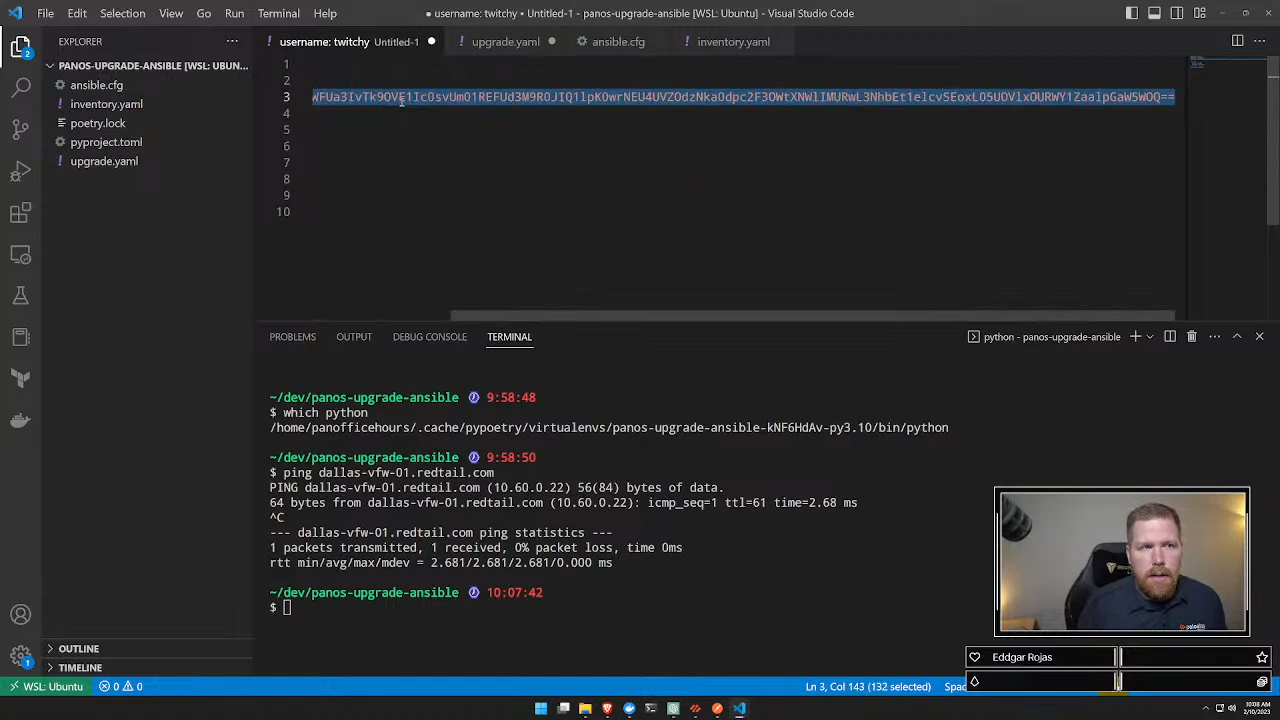 File Edit Selection View Go Run Terminal Help
● username: twitchy • Untitled-1 - panos-upgrade-ansible [WSL: Ubuntu] - Visual Studio Code
EXPLORER
PANOS-UPGRADE-ANSIBLE [WSL: UBUN...
ansible.cfg
! inventory.yaml
poetry.lock
pyproject.toml
! upgrade.yaml
OUTLINE
TIMELINE
! username: twitchy Untitled-1 ●
! upgrade.yaml ●
ansible.cfg
! inventory.yaml
1
2
3
4
5
6
7
8
9
10
PROBLEMS OUTPUT DEBUG CONSOLE TERMINAL
python - panos-upgrade-ansible
~/dev/panos-upgrade-ansible 9:58:48
$ which python
/home/panofficehours/.cache/pypoetry/virtualenvs/panos-upgrade-ansible-kNF6HdAv-py3.10/bin/python
~/dev/panos-upgrade-ansible 9:58:50
$ ping dallas-vfw-01.redtail.com
PING dallas-vfw-01.redtail.com (10.60.0.22) 56(84) bytes of data.
64 bytes from dallas-vfw-01.redtail.com (10.60.0.22): icmp_seq=1 ttl=61 time=2.68 ms
^C
--- dallas-vfw-01.redtail.com ping statistics ---
1 packets transmitted, 1 received, 0% packet loss, time 0ms
rtt min/avg/max/mdev = 2.681/2.681/2.681/0.000 ms
~/dev/panos-upgrade-ansible 10:07:42
$
Eddgar Rojas
2
1
WSL: Ubuntu 0 0
Ln 3, Col 143 (132 selected) Spac
10:08 AM
2/10/2023